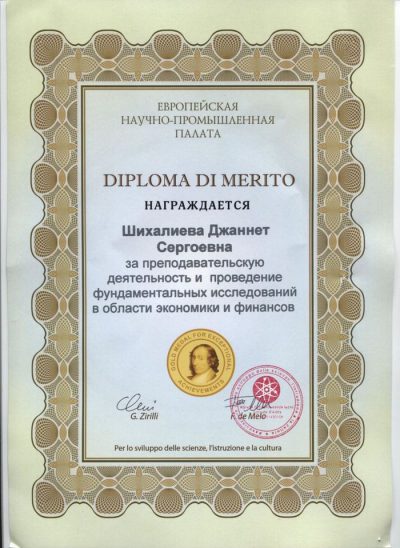 ЕВРОПЕЙСКАЯ
НАУЧНО-ПРОМЫШЛЕННАЯ
ПАЛАТА
DIPLOMA DI MERITO
НАГРАЖДАЕТСЯ
Шихалиева Джаннет
Сергоевна
за преподавательскую
деятельность и проведение
фундаментальных исследований
в области экономики и финансов
GOLD MEDAL FOR EXCEPTIONAL
ACHIEVEMENTS
G. Zirilli
F. de Melo
Per lo sviluppo delle scienze, l'istruzione e la cultura